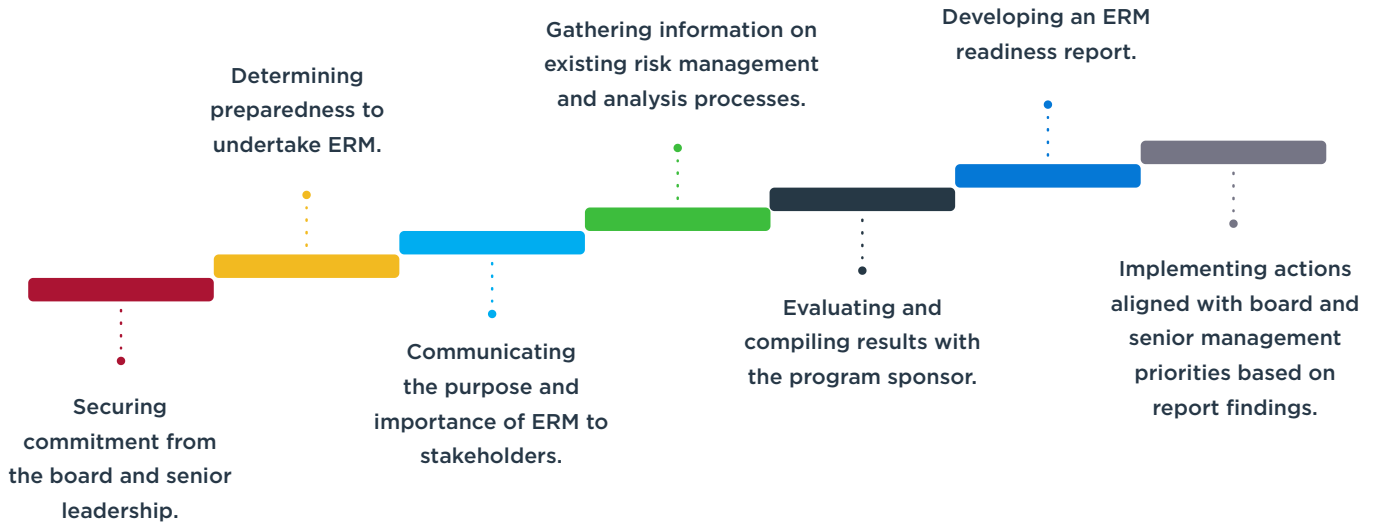 Securing
commitment from
the board and senior
leadership.
Determining
preparedness to
undertake ERM.
Communicating
the purpose and
importance of ERM to
stakeholders.
Gathering information on
existing risk management
and analysis processes.
Evaluating and
compiling results with
the program sponsor.
Developing an ERM
readiness report.
Implementing actions
aligned with board and
senior management
priorities based on
report findings.